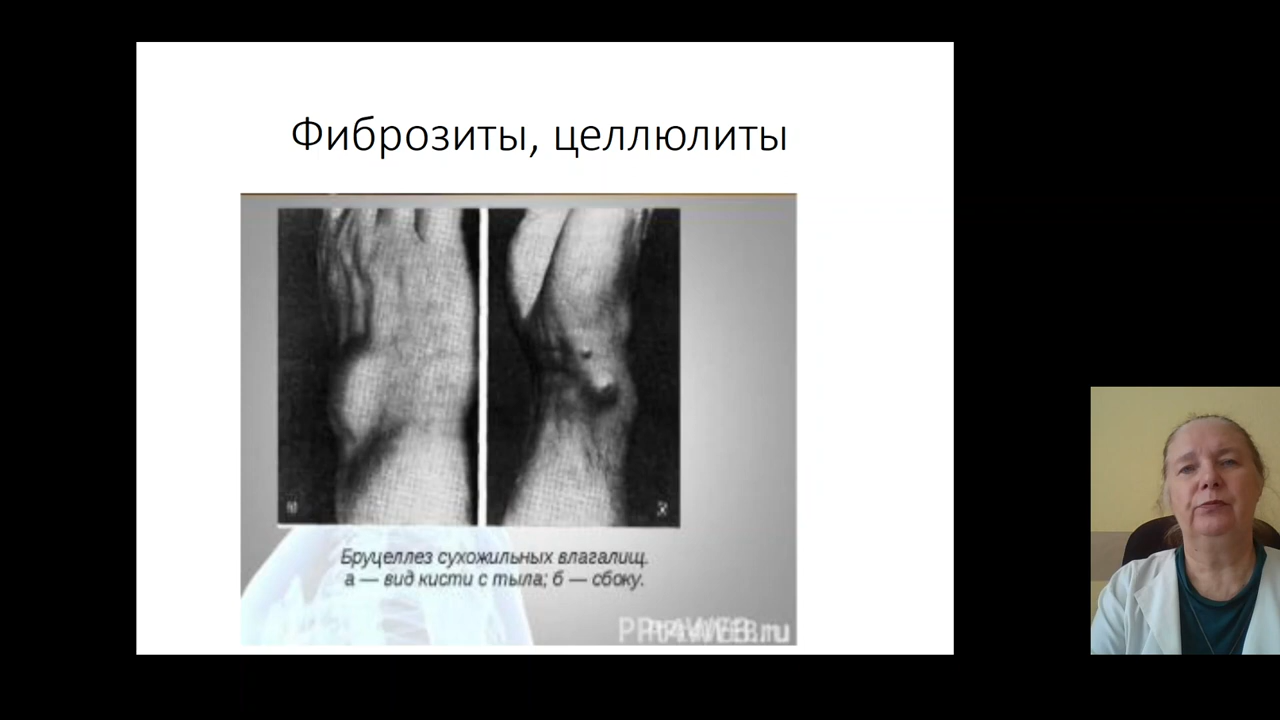 Фиброзиты, целлюлиты
Бруцеллез сухожильных влагалищ.
а — вид кисти с тыла; б — сбоку.